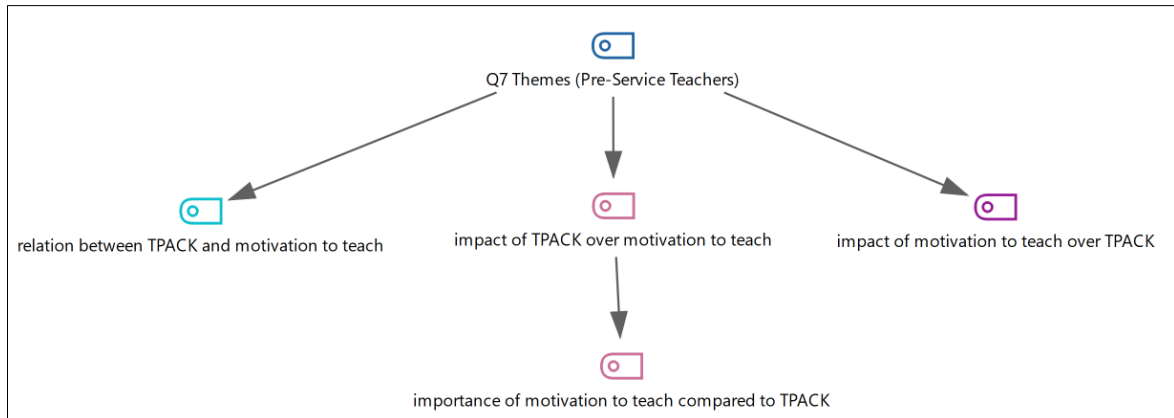 Q7 Themes (Pre-Service Teachers)
relation between TPACK and motivation to teach
impact of TPACK over motivation to teach
impact of motivation to teach over TPACK
importance of motivation to teach compared to TPACK